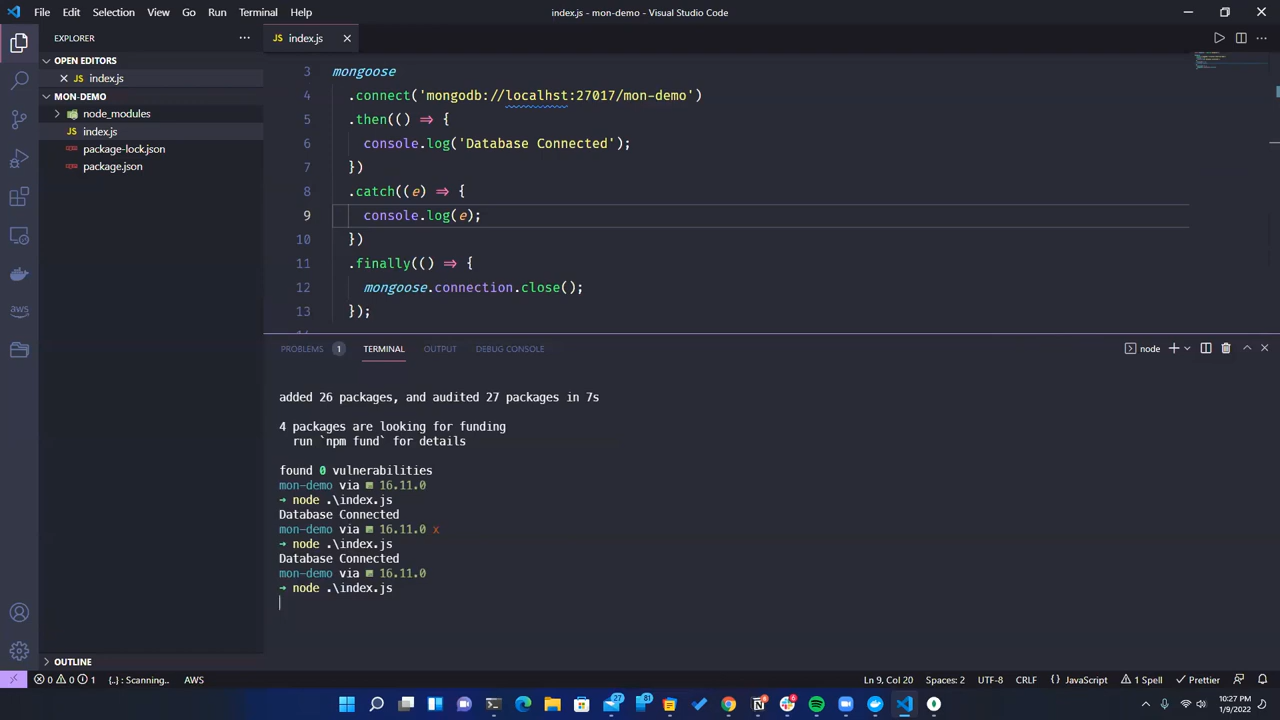 File Edit Selection View Go Run Terminal Help
index.js - mon-demo - Visual Studio Code
EXPLORER
OPEN EDITORS
JS index.js
MON-DEMO
node_modules
JS index.js
package-lock.json
package.json
OUTLINE
JS index.js
3 mongoose
4 .connect('mongodb://localhst:27017/mon-demo')
5 .then(() ⇒ {
6 console.log('Database Connected');
7 })
8 .catch((e) ⇒ {
9 console.log(e);
10 })
11 .finally(() ⇒ {
12 mongoose.connection.close();
13 });
PROBLEMS 1 TERMINAL OUTPUT DEBUG CONSOLE
node
added 26 packages, and audited 27 packages in 7s
4 packages are looking for funding
run `npm fund` for details
found 0 vulnerabilities
mon-demo via 16.11.0
→ node .\index.js
Database Connected
mon-demo via 16.11.0 x
→ node .\index.js
Database Connected
mon-demo via 16.11.0
→ node .\index.js
aws
0 0 1 {..} : Scanning.. AWS
Ln 9, Col 20 Spaces: 2 UTF-8 CRLF {} JavaScript 1 Spell Prettier
27 81 6
10:27 PM
1/9/2022